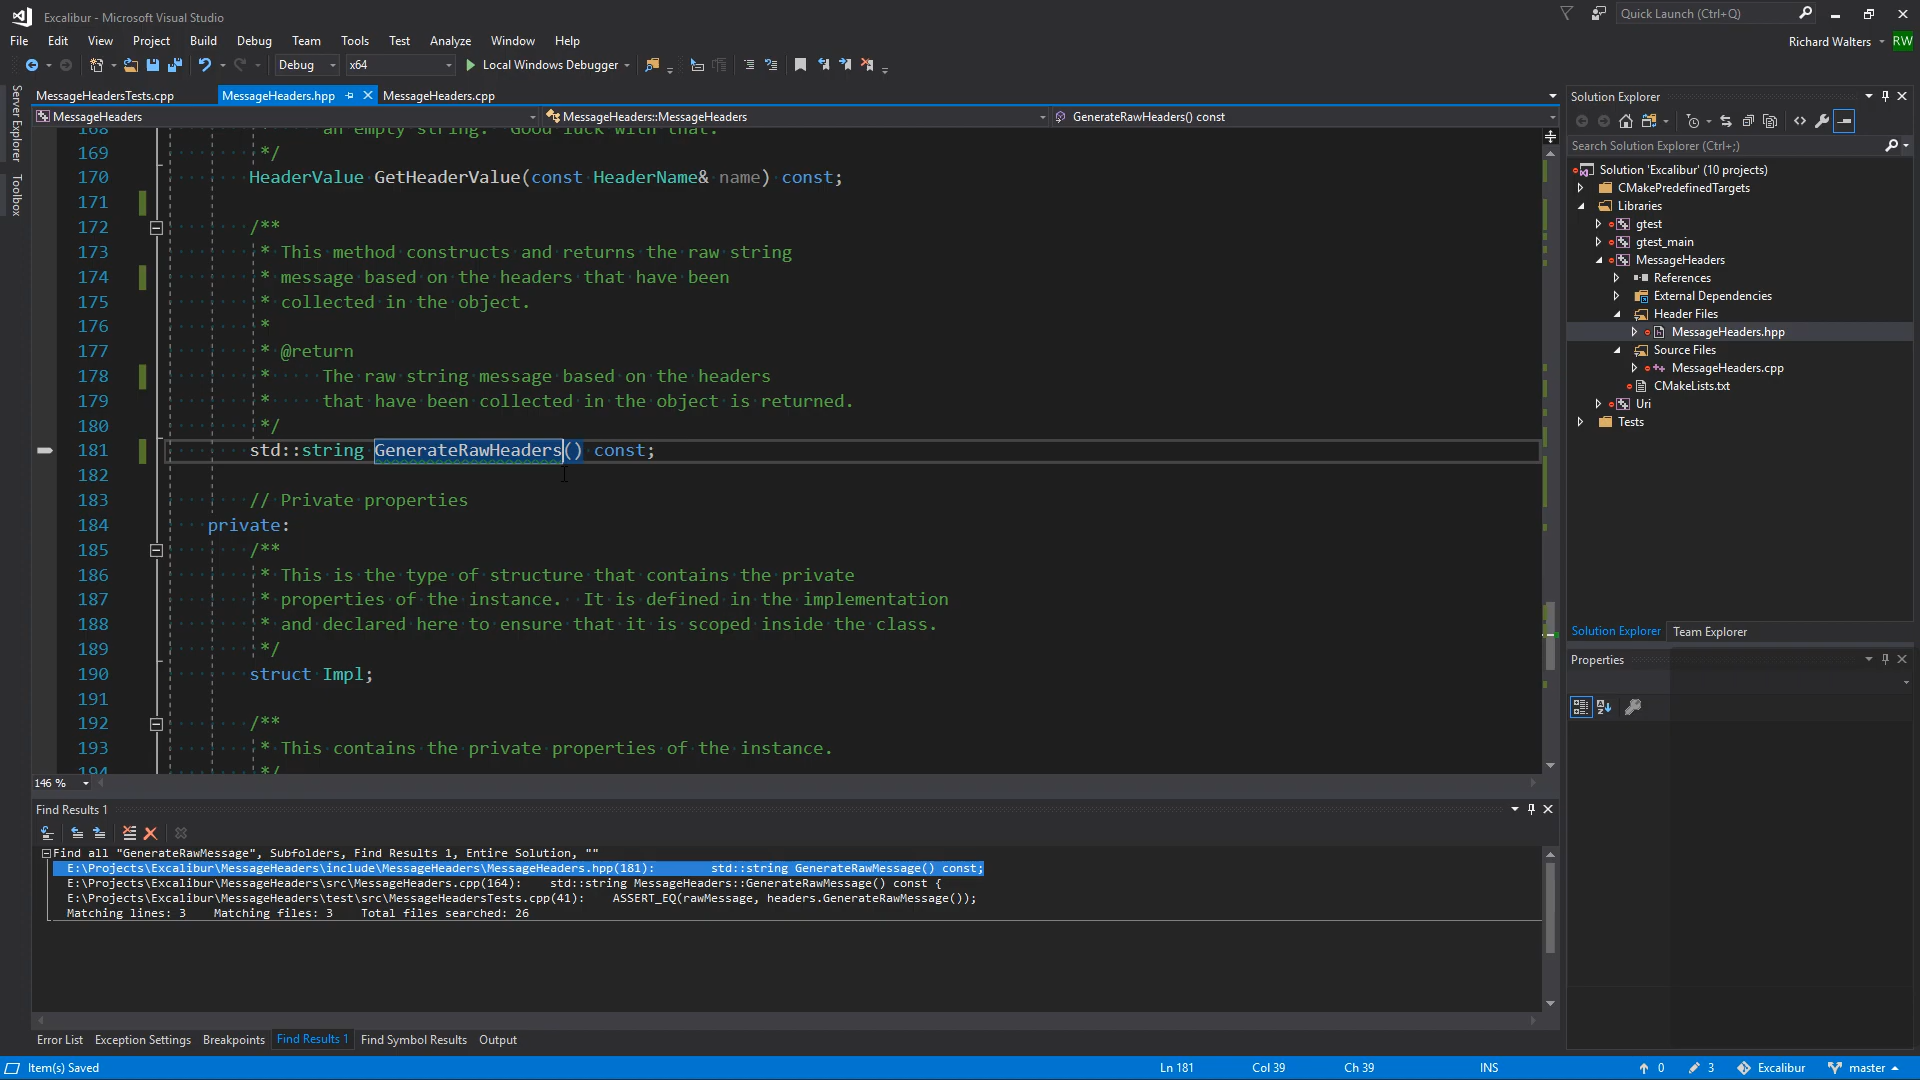 Excalibur - Microsoft Visual Studio
Quick Launch (Ctrl+Q)
File Edit View Project Build Debug Team Tools Test Analyze Window Help
Richard Walters RW
Debug x64 Local Windows Debugger
Server Explorer
Toolbox
MessageHeadersTests.cpp MessageHeaders.hpp MessageHeaders.cpp
MessageHeaders MessageHeaders::MessageHeaders GenerateRawHeaders() const
168 an empty string. Good luck with that.
169 */
170 HeaderValue GetHeaderValue(const HeaderName& name) const;
171
172 /**
173 * This method constructs and returns the raw string
174 * message based on the headers that have been
175 * collected in the object.
176 *
177 * @return
178 * The raw string message based on the headers
179 * that have been collected in the object is returned.
180 */
181 std::string GenerateRawHeaders() const;
182
183 // Private properties
184 private:
185 /**
186 * This is the type of structure that contains the private
187 * properties of the instance. It is defined in the implementation
188 * and declared here to ensure that it is scoped inside the class.
189 */
190 struct Impl;
191
192 /**
193 * This contains the private properties of the instance.
194 */
146 %
Solution Explorer
Search Solution Explorer (Ctrl+;)
Solution 'Excalibur' (10 projects)
CMakePredefinedTargets
Libraries
gtest
gtest_main
MessageHeaders
References
External Dependencies
Header Files
MessageHeaders.hpp
Source Files
MessageHeaders.cpp
CMakeLists.txt
Uri
Tests
Solution Explorer Team Explorer
Properties
Find Results 1
Find all "GenerateRawMessage", Subfolders, Find Results 1, Entire Solution, ""
E:\Projects\Excalibur\MessageHeaders\include\MessageHeaders\MessageHeaders.hpp(181): std::string GenerateRawMessage() const;
E:\Projects\Excalibur\MessageHeaders\src\MessageHeaders.cpp(164): std::string MessageHeaders::GenerateRawMessage() const {
E:\Projects\Excalibur\MessageHeaders\test\src\MessageHeadersTests.cpp(41): ASSERT_EQ(rawMessage, headers.GenerateRawMessage());
Matching lines: 3 Matching files: 3 Total files searched: 26
Error List Exception Settings Breakpoints Find Results 1 Find Symbol Results Output
Item(s) Saved Ln 181 Col 39 Ch 39 INS 0 3 Excalibur master